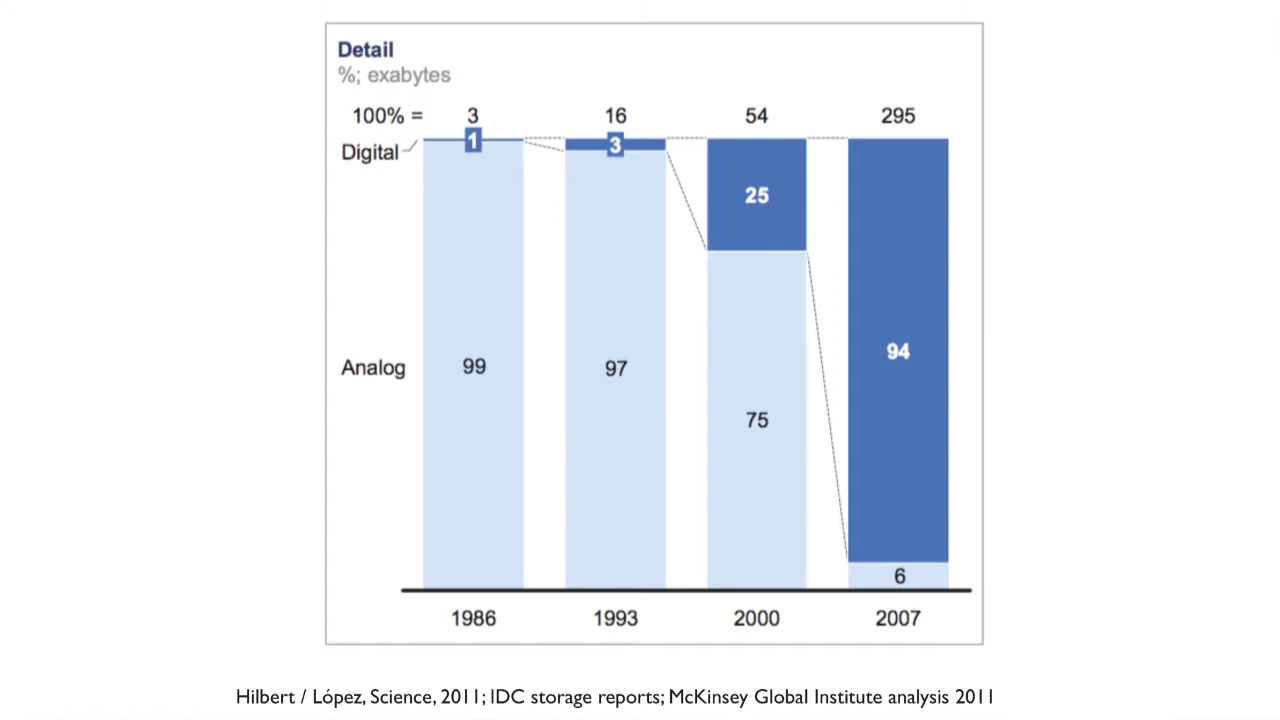 Detail
%; exabytes
100% = 3 16 54 295
Digital 1 3 25 94
Analog 99 97 75 6
1986 1993 2000 2007
Hilbert / López, Science, 2011; IDC storage reports; McKinsey Global Institute analysis 2011